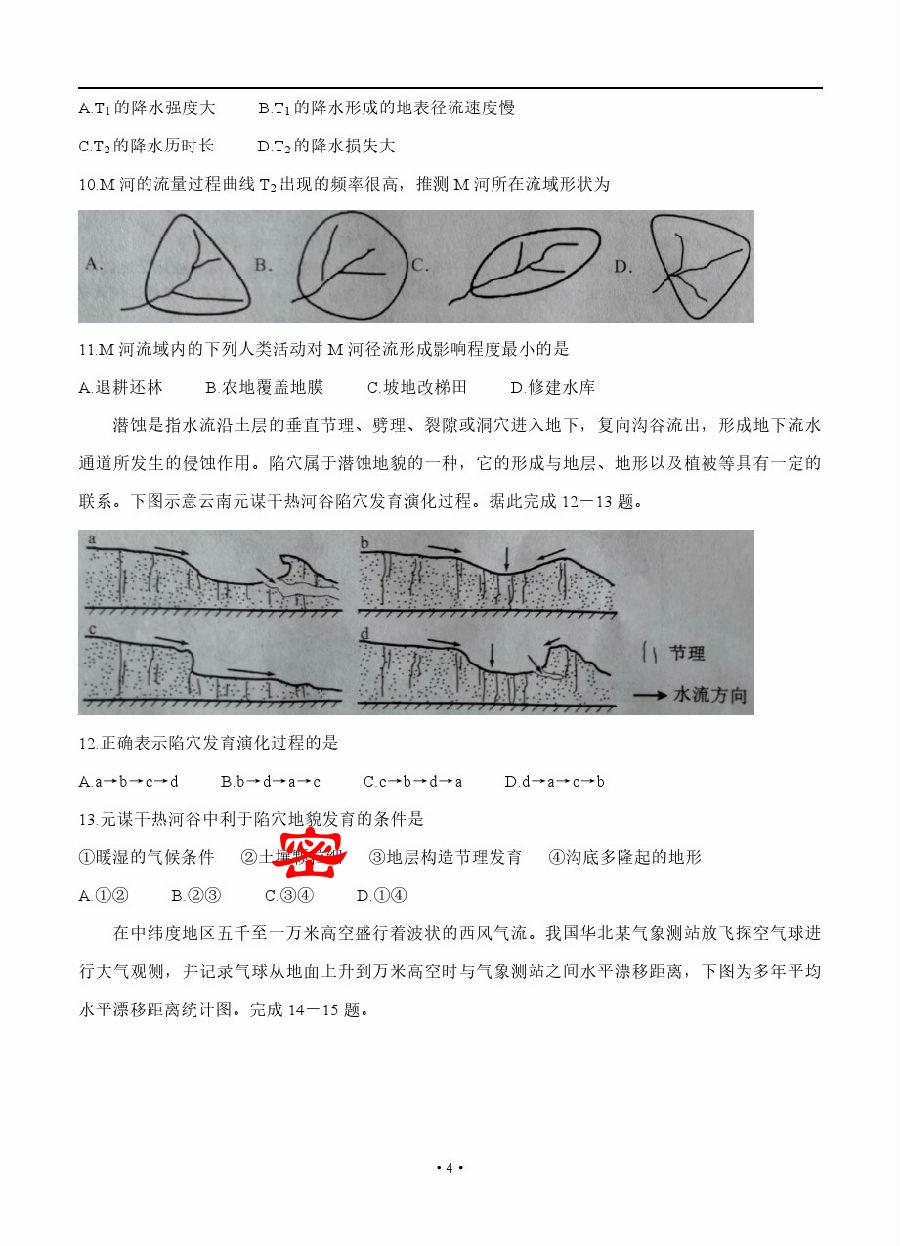 A.T1的降水强度大 B.T1的降水形成的地表径流速度慢
C.T2的降水历时长 D.T2的降水损失大
10.M 河的流量过程曲线 T2出现的频率很高，推测 M 河所在流域形状为
A. B. C. D.
11.M 河流域内的下列人类活动对 M 河径流形成影响程度最小的是
A.退耕还林 B.农地覆盖地膜 C.坡地改梯田 D.修建水库
潜蚀是指水流沿土层的垂直节理、劈理、裂隙或洞穴进入地下，复向沟谷流出，形成地下流水
通道所发生的侵蚀作用。陷穴属于潜蚀地貌的一种，它的形成与地层、地形以及植被等具有一定的
联系。下图示意云南元谋干热河谷陷穴发育演化过程。据此完成 12－13 题。
a b
c d
节理
水流方向
12.正确表示陷穴发育演化过程的是
A.a→b→c→d B.b→d→a→c C.c→b→d→a D.d→a→c→b
13.元谋干热河谷中利于陷穴地貌发育的条件是
①暖湿的气候条件 ②土壤 密 ③地层构造节理发育 ④沟底多隆起的地形
A.①② B.②③ C.③④ D.①④
在中纬度地区五千至一万米高空盛行着波状的西风气流。我国华北某气象测站放飞探空气球进
行大气观测，并记录气球从地面上升到万米高空时与气象测站之间水平漂移距离，下图为多年平均
水平漂移距离统计图。完成 14－15 题。
·4·